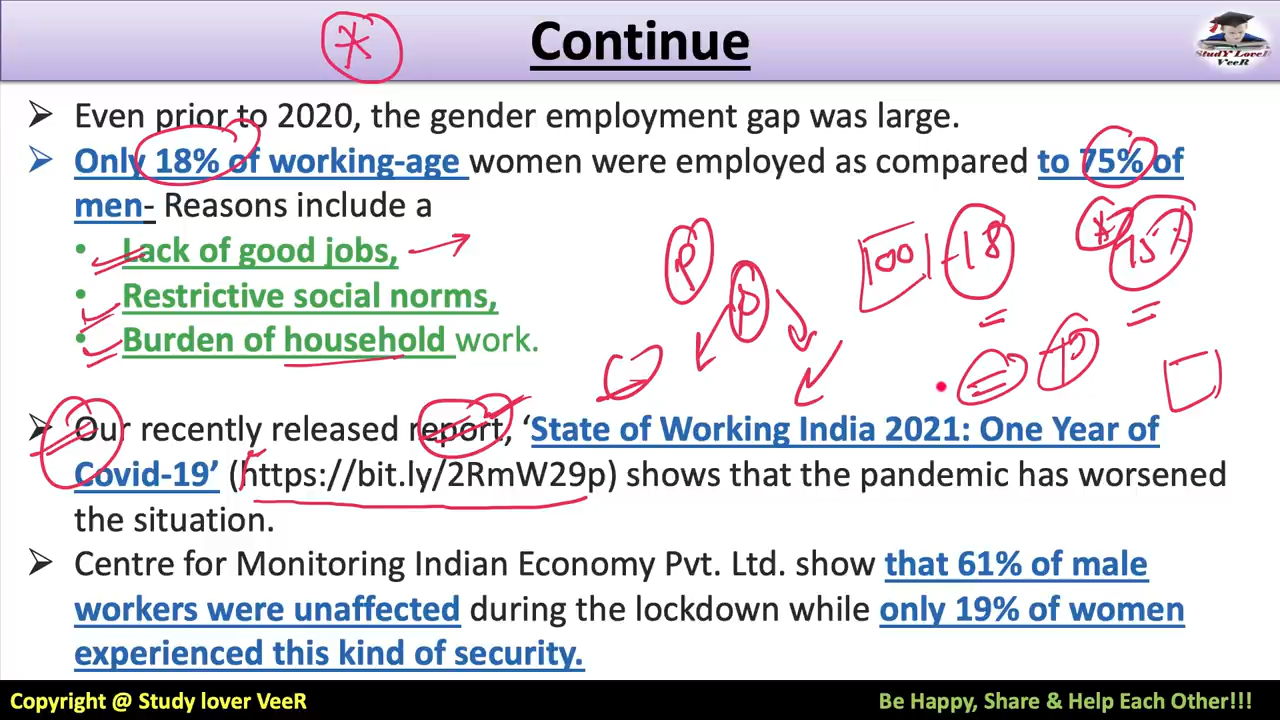 Continue
StudY LoveR
VeeR
Even prior to 2020, the gender employment gap was large.
Only 18% of working-age women were employed as compared to 75% of
men- Reasons include a
Lack of good jobs,
Restrictive social norms,
Burden of household work.
P
P
100 - 18
75%
Our recently released report, ‘State of Working India 2021: One Year of
Covid-19’ (https://bit.ly/2RmW29p) shows that the pandemic has worsened
the situation.
Centre for Monitoring Indian Economy Pvt. Ltd. show that 61% of male
workers were unaffected during the lockdown while only 19% of women
experienced this kind of security.
Copyright @ Study lover VeeR
Be Happy, Share & Help Each Other!!!